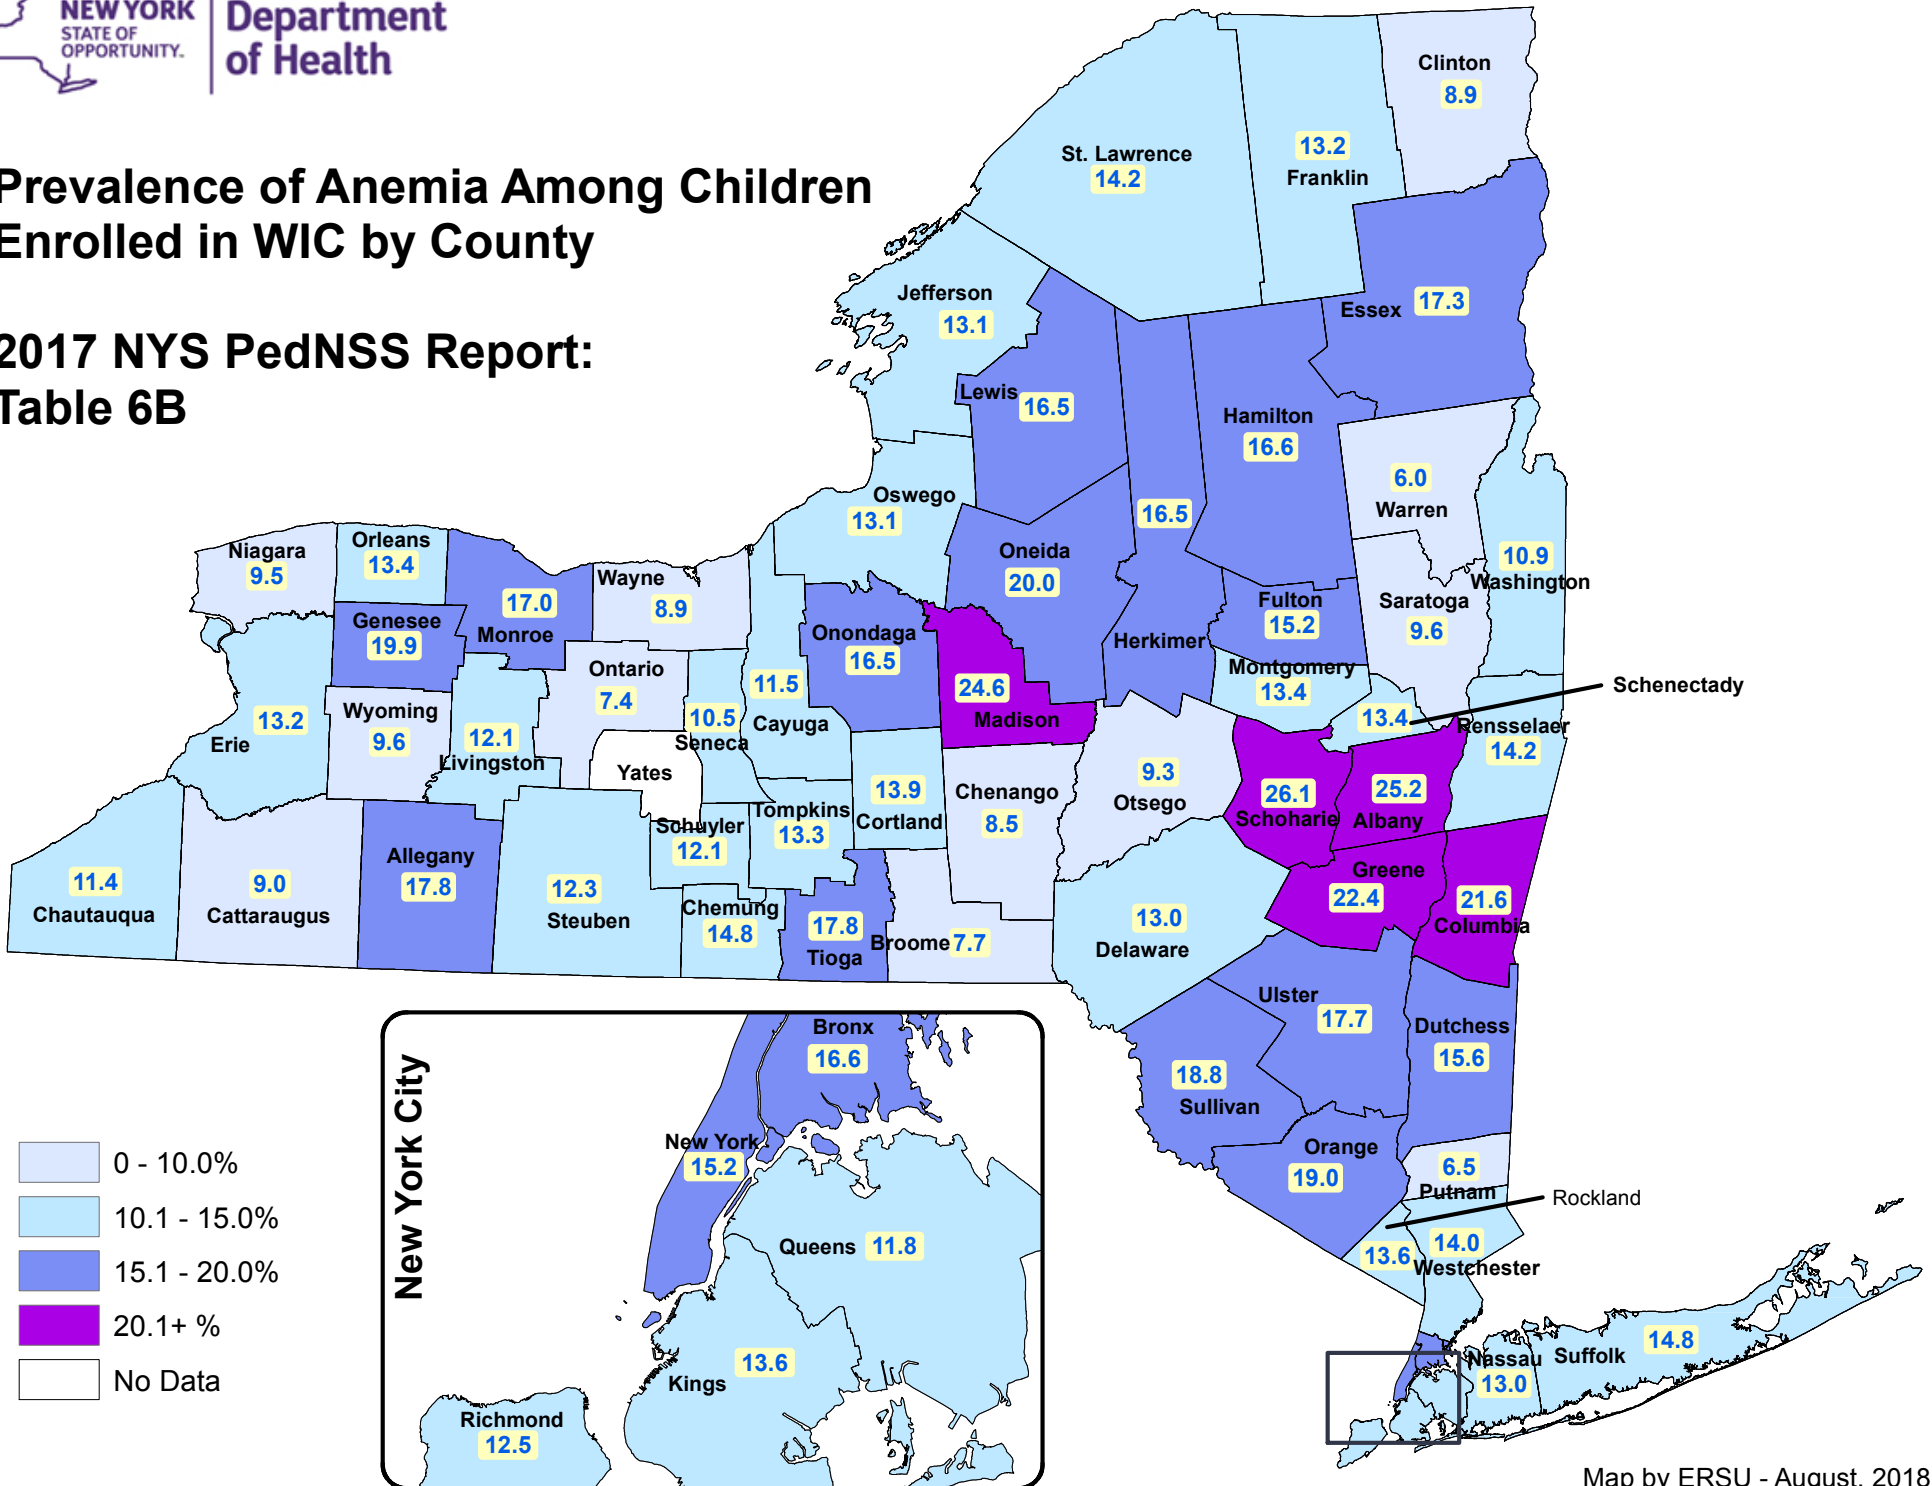 NEW YORK
STATE OF
OPPORTUNITY.
Department
of Health
Prevalence of Anemia Among Children
Enrolled in WIC by County
2017 NYS PedNSS Report:
Table 6B
Clinton
8.9
St. Lawrence
14.2
13.2
Franklin
Jefferson
13.1
Essex 17.3
Lewis 16.5
Hamilton
16.6
6.0
Warren
Oswego
13.1
16.5
Herkimer
Oneida
20.0
10.9
Washington
Niagara
9.5
Orleans
13.4
17.0
Monroe
Wayne
8.9
Genesee
19.9
Onondaga
16.5
Fulton
15.2
Saratoga
9.6
Ontario
7.4
Montgomery
13.4
24.6
Madison
11.5
Cayuga
10.5
Seneca
Schenectady
13.4
Rensselaer
14.2
Erie 13.2
Wyoming
9.6
12.1
Livingston
Yates
13.9
Cortland
Chenango
8.5
9.3
Otsego
26.1
Schoharie
25.2
Albany
Tompkins
13.3
Schuyler
12.1
11.4
Chautauqua
9.0
Cattaraugus
Allegany
17.8
12.3
Steuben
Chemung
14.8
17.8
Tioga
Broome 7.7
13.0
Delaware
Greene
22.4
21.6
Columbia
Ulster
17.7
Dutchess
15.6
18.8
Sullivan
Orange
19.0
6.5
Putnam
Rockland
13.6
14.0
Westchester
Nassau
13.0
Suffolk 14.8
New York City
Bronx
16.6
New York
15.2
Queens 11.8
13.6
Kings
Richmond
12.5
0 - 10.0%
10.1 - 15.0%
15.1 - 20.0%
20.1+ %
No Data
Map by ERSU - August, 2018